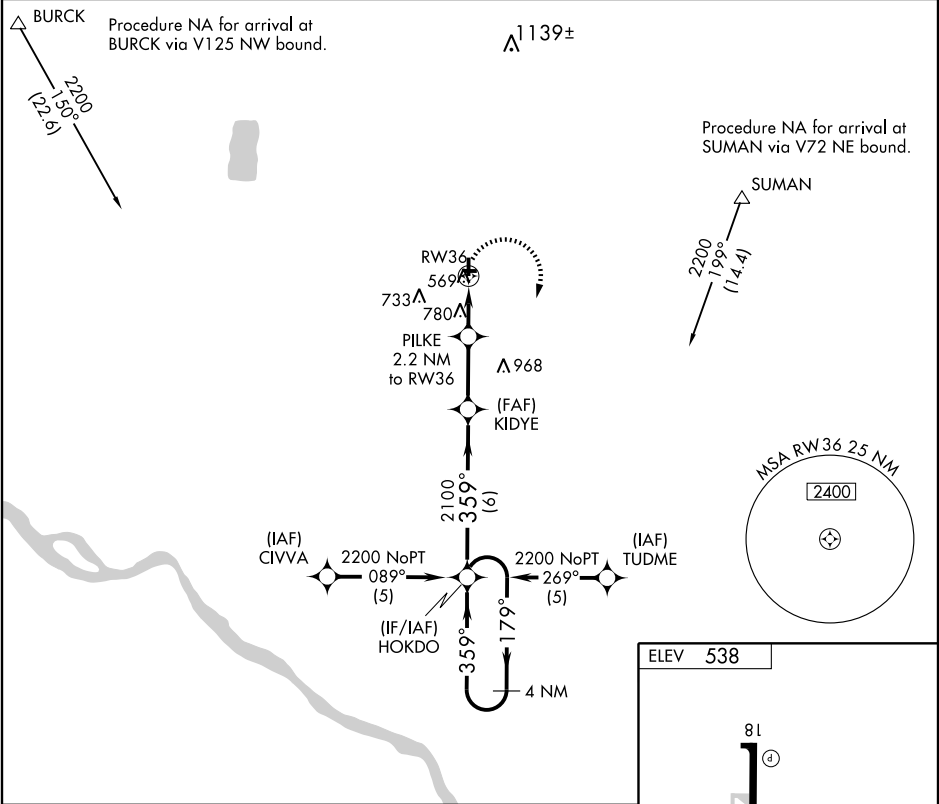 BURCK
Procedure NA for arrival at
BURCK via V125 NW bound.
1139±
2200
150°
(22.6)
Procedure NA for arrival at
SUMAN via V72 NE bound.
SUMAN
2200
199°
(14.4)
RW36
569
733
780
PILKE
2.2 NM
to RW36
968
(FAF)
KIDYE
MSA RW36 25 NM
2400
2100
359°
(6)
(IAF)
CIVVA
2200 NoPT
089°
(5)
2200 NoPT
269°
(5)
(IAF)
TUDME
(IF/IAF)
HOKDO
359°
179°
4 NM
ELEV 538
18
P